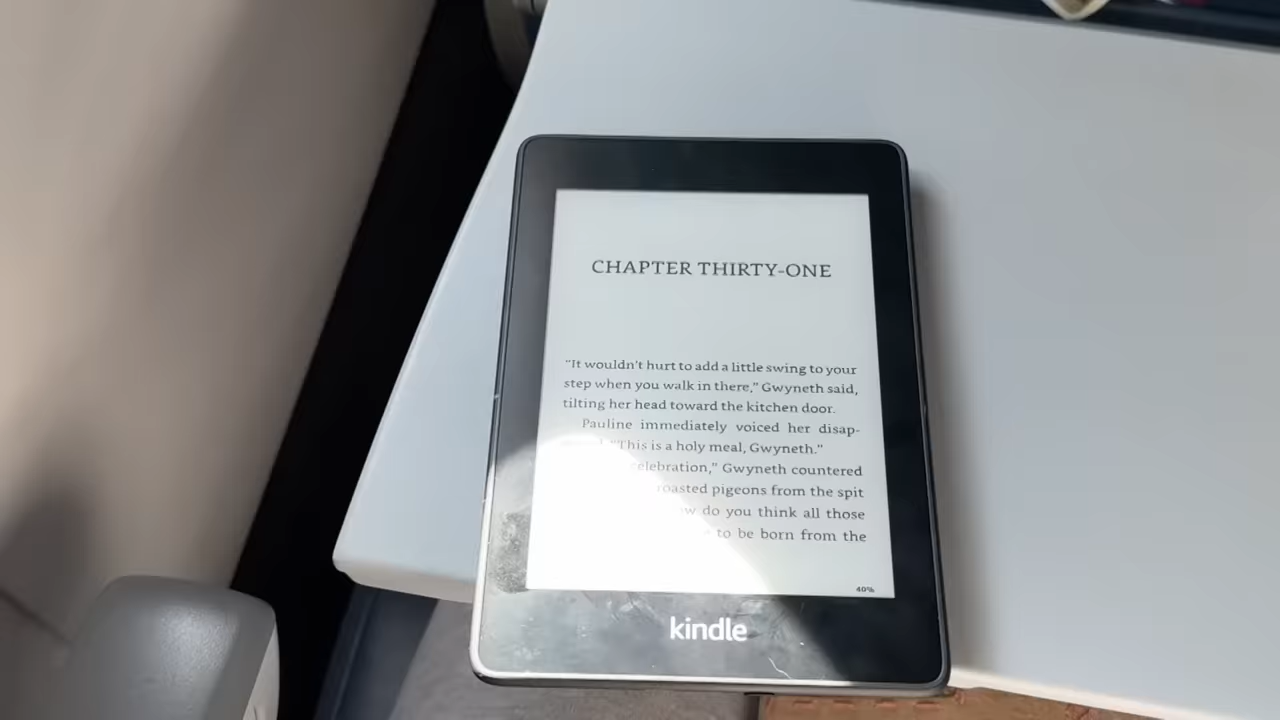 CHAPTER THIRTY-ONE
"It wouldn't hurt to add a little swing to your
step when you walk in there," Gwyneth said,
tilting her head toward the kitchen door.
Pauline immediately voiced her disap-
"This is a holy meal, Gwyneth."
Gwyneth countered
roasted pigeons from the spit
do you think all those
to be born from the
40%
kindle